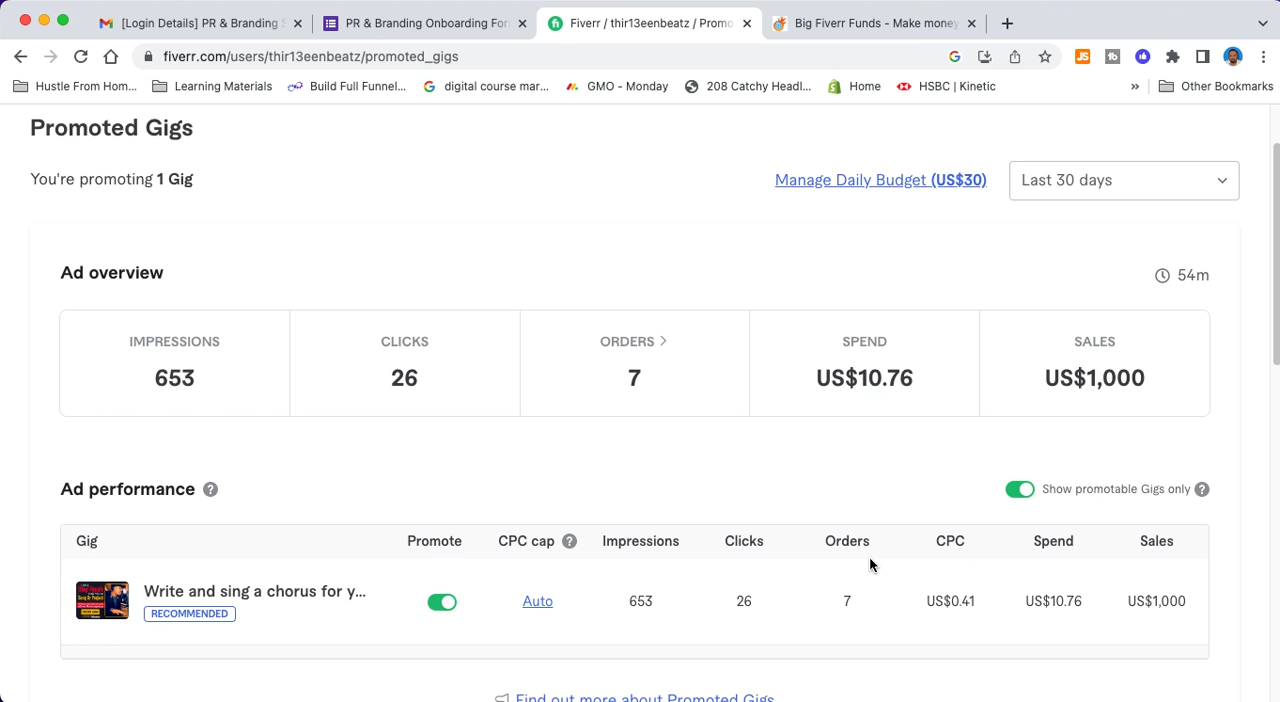 [Login Details] PR & Branding S
PR & Branding Onboarding For
Fiverr / thir13eenbeatz / Promo
Big Fiverr Funds - Make money
fiverr.com/users/thir13eenbeatz/promoted_gigs
Hustle From Hom...
Learning Materials
Build Full Funnel...
digital course mar...
GMO - Monday
208 Catchy Headl...
Home
HSBC | Kinetic
»
Other Bookmarks
Promoted Gigs
You're promoting 1 Gig
Manage Daily Budget (US$30)
Last 30 days
Ad overview
54m
IMPRESSIONS
CLICKS
ORDERS >
SPEND
SALES
653
26
7
US$10.76
US$1,000
Ad performance
Show promotable Gigs only
Gig
Promote
CPC cap
Impressions
Clicks
Orders
CPC
Spend
Sales
Write and sing a chorus for y...
RECOMMENDED
Auto
653
26
7
US$0.41
US$10.76
US$1,000
Find out more about Promoted Gigs